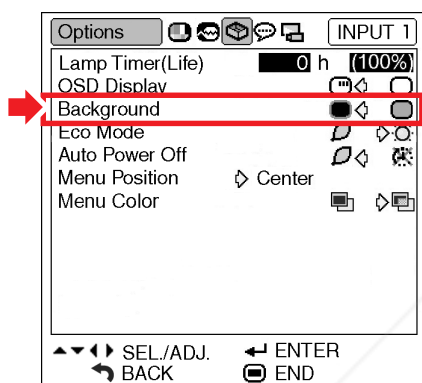 Options INPUT 1
Lamp Timer(Life) 0 h (100%)
OSD Display
Background
Eco Mode
Auto Power Off
Menu Position Center
Menu Color
SEL./ADJ. ENTER
BACK END